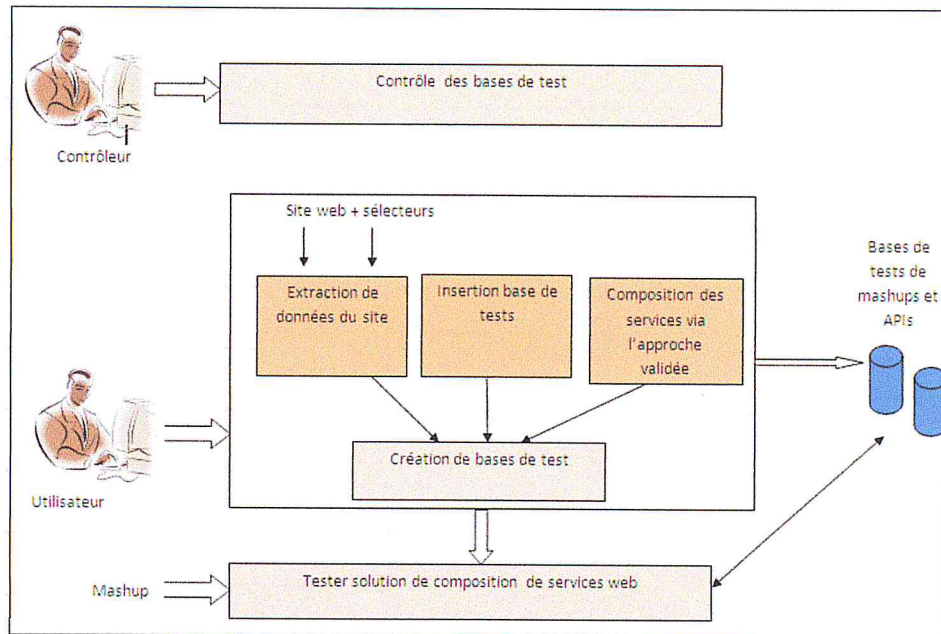 Contrôle des bases de test
Contrôleur
Site web + sélecteurs
Extraction de
données du site
Insertion base de
tests
Composition des
services via
l'approche
validée
Bases de
tests de
mashups et
APIs
Création de bases de test
Utilisateur
Mashup
Tester solution de composition de services web